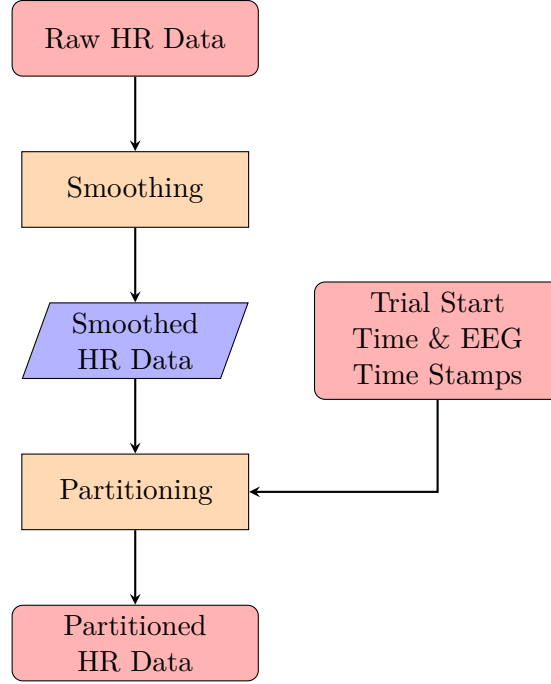 Raw HR Data
Smoothing
Smoothed
HR Data
Trial Start
Time & EEG
Time Stamps
Partitioning
Partitioned
HR Data